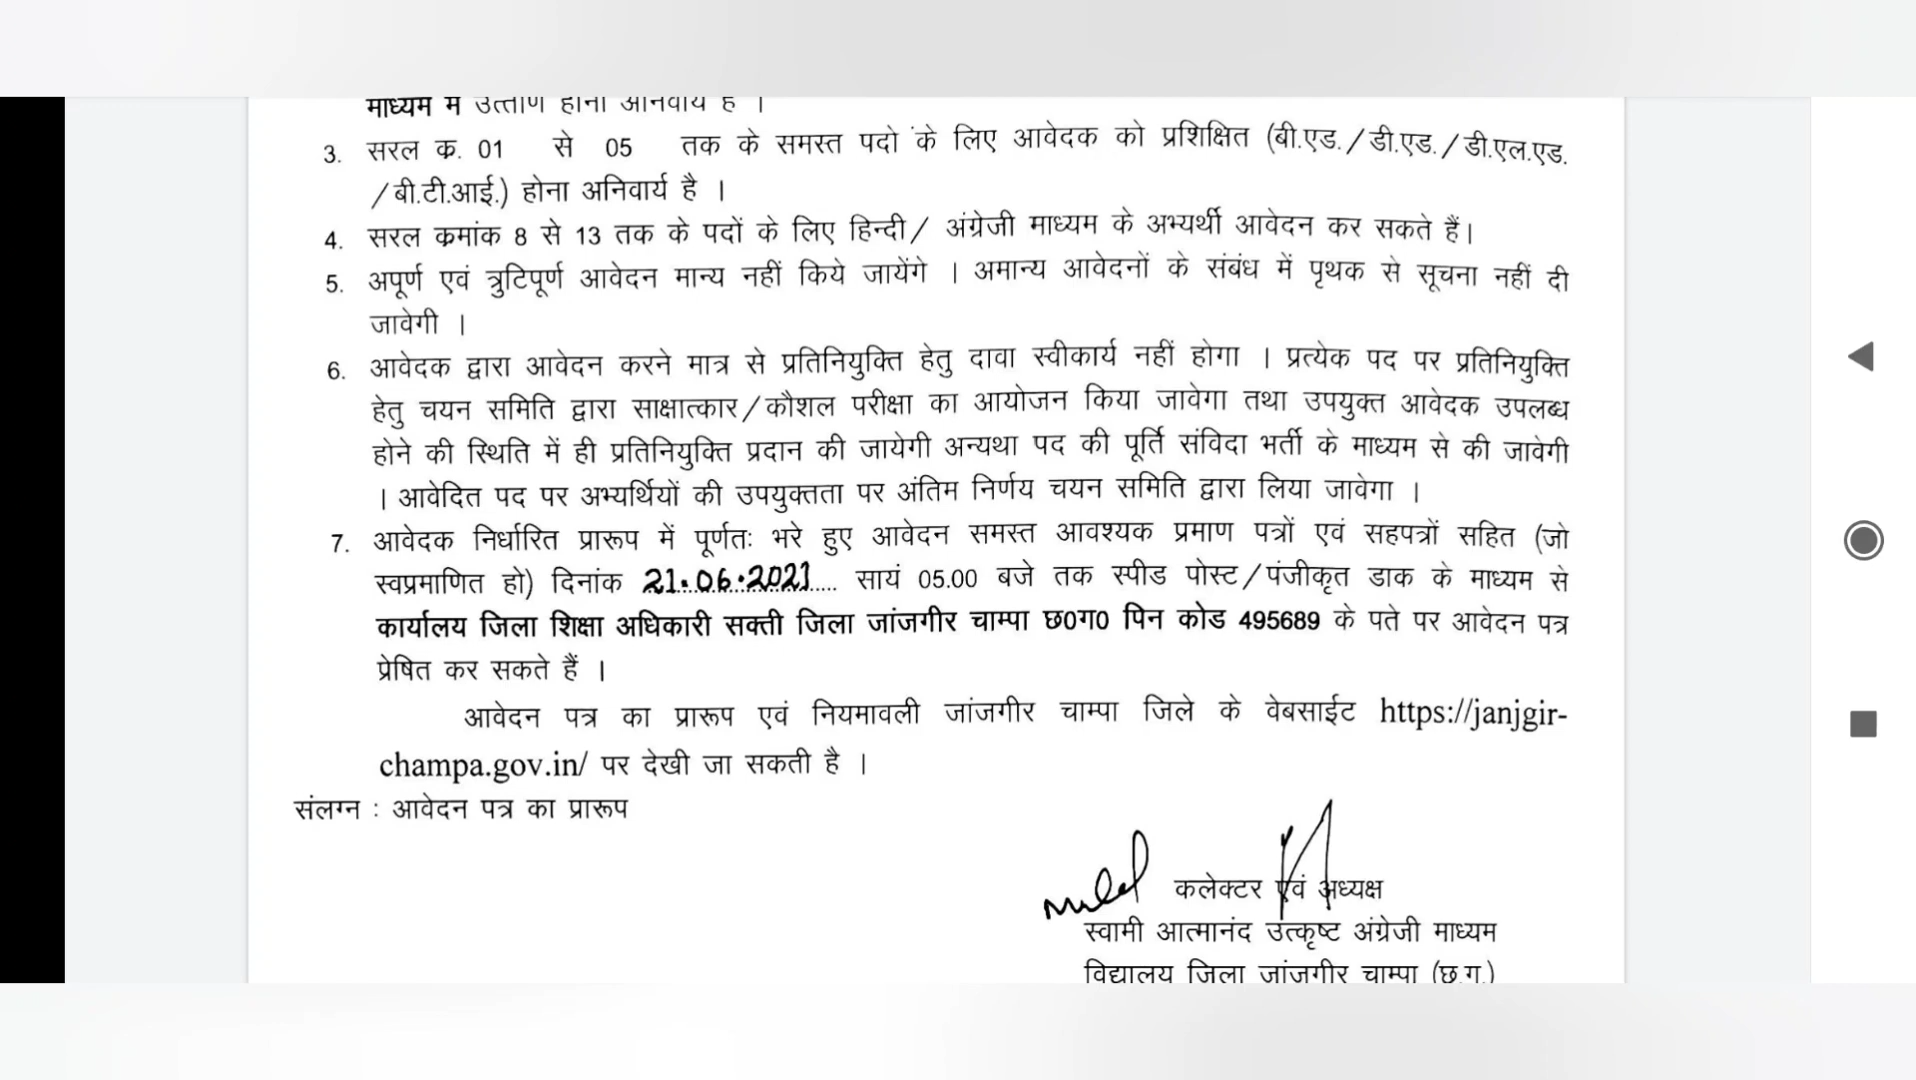 माध्यम में उत्तीर्ण होना अनिवार्य है ।
3. सरल क्र. 01 से 05 तक के समस्त पदो के लिए आवेदक को प्रशिक्षित (बी.एड./डी.एड./डी.एल.एड.
/बी.टी.आई.) होना अनिवार्य है ।
4. सरल क्रमांक 8 से 13 तक के पदों के लिए हिन्दी/ अंग्रेजी माध्यम के अभ्यर्थी आवेदन कर सकते हैं।
5. अपूर्ण एवं त्रुटिपूर्ण आवेदन मान्य नहीं किये जायेंगे । अमान्य आवेदनों के संबंध में पृथक से सूचना नहीं दी
जावेगी ।
6. आवेदक द्वारा आवेदन करने मात्र से प्रतिनियुक्ति हेतु दावा स्वीकार्य नहीं होगा । प्रत्येक पद पर प्रतिनियुक्ति
हेतु चयन समिति द्वारा साक्षात्कार/कौशल परीक्षा का आयोजन किया जावेगा तथा उपयुक्त आवेदक उपलब्ध
होने की स्थिति में ही प्रतिनियुक्ति प्रदान की जायेगी अन्यथा पद की पूर्ति संविदा भर्ती के माध्यम से की जावेगी
। आवेदित पद पर अभ्यर्थियों की उपयुक्तता पर अंतिम निर्णय चयन समिति द्वारा लिया जावेगा ।
7. आवेदक निर्धारित प्रारूप में पूर्णतः भरे हुए आवेदन समस्त आवश्यक प्रमाण पत्रों एवं सहपत्रों सहित (जो
स्वप्रमाणित हो) दिनांक 21.06.2021 सायं 05.00 बजे तक स्पीड पोस्ट/पंजीकृत डाक के माध्यम से
कार्यालय जिला शिक्षा अधिकारी सक्ती जिला जांजगीर चाम्पा छ0ग0 पिन कोड 495689 के पते पर आवेदन पत्र
प्रेषित कर सकते हैं ।
आवेदन पत्र का प्रारूप एवं नियमावली जांजगीर चाम्पा जिले के वेबसाईट https://janjgir-
champa.gov.in/ पर देखी जा सकती है ।
संलग्न : आवेदन पत्र का प्रारूप
कलेक्टर एवं अध्यक्ष
स्वामी आत्मानंद उत्कृष्ट अंग्रेजी माध्यम
विद्यालय जिला जांजगीर चाम्पा (छ.ग.)